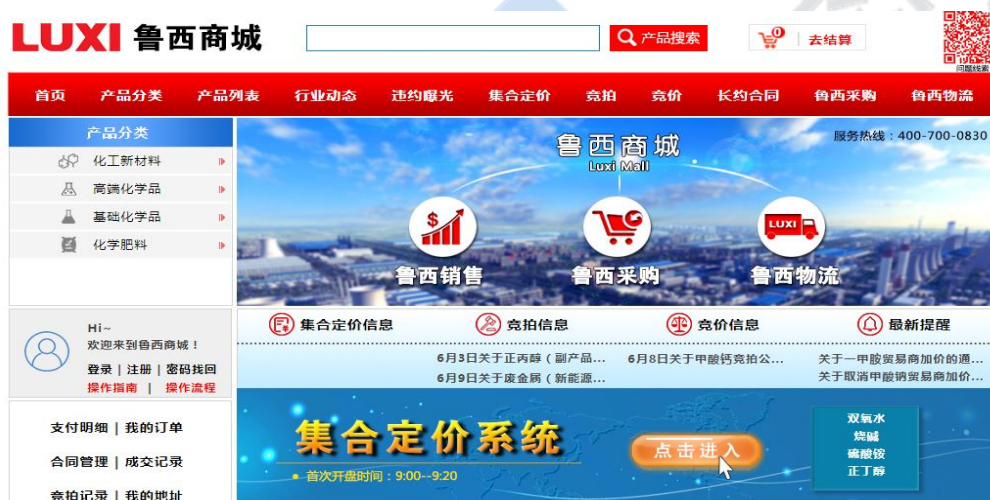 LUXI 鲁西商城
产品搜索
0
去结算
问题线索
首页 产品分类 产品列表 行业动态 违约曝光 集合定价 竞拍 竞价 长约合同 鲁西采购 鲁西物流
产品分类
化工新材料
高端化学品
基础化学品
化学肥料
鲁西商城
Luxi Mall
服务热线：400-700-0830
LUXI
鲁西销售
鲁西采购
鲁西物流
Hi~
欢迎来到鲁西商城！
登录 | 注册 | 密码找回
操作指南 | 操作流程
集合定价信息
竞拍信息
竞价信息
最新提醒
6月3日关于正丙醇（副产品...
6月9日关于废金属（新能源...
6月8日关于甲酸钙竞拍公...
关于一甲胺贸易商加价的通...
关于取消甲酸钠贸易商加价...
支付明细 | 我的订单
合同管理 | 成交记录
竞拍记录 | 我的地址
集合定价系统
首次开盘时间：9:00--9:20
点击进入
双氧水
烧碱
硫酸铵
正丁醇